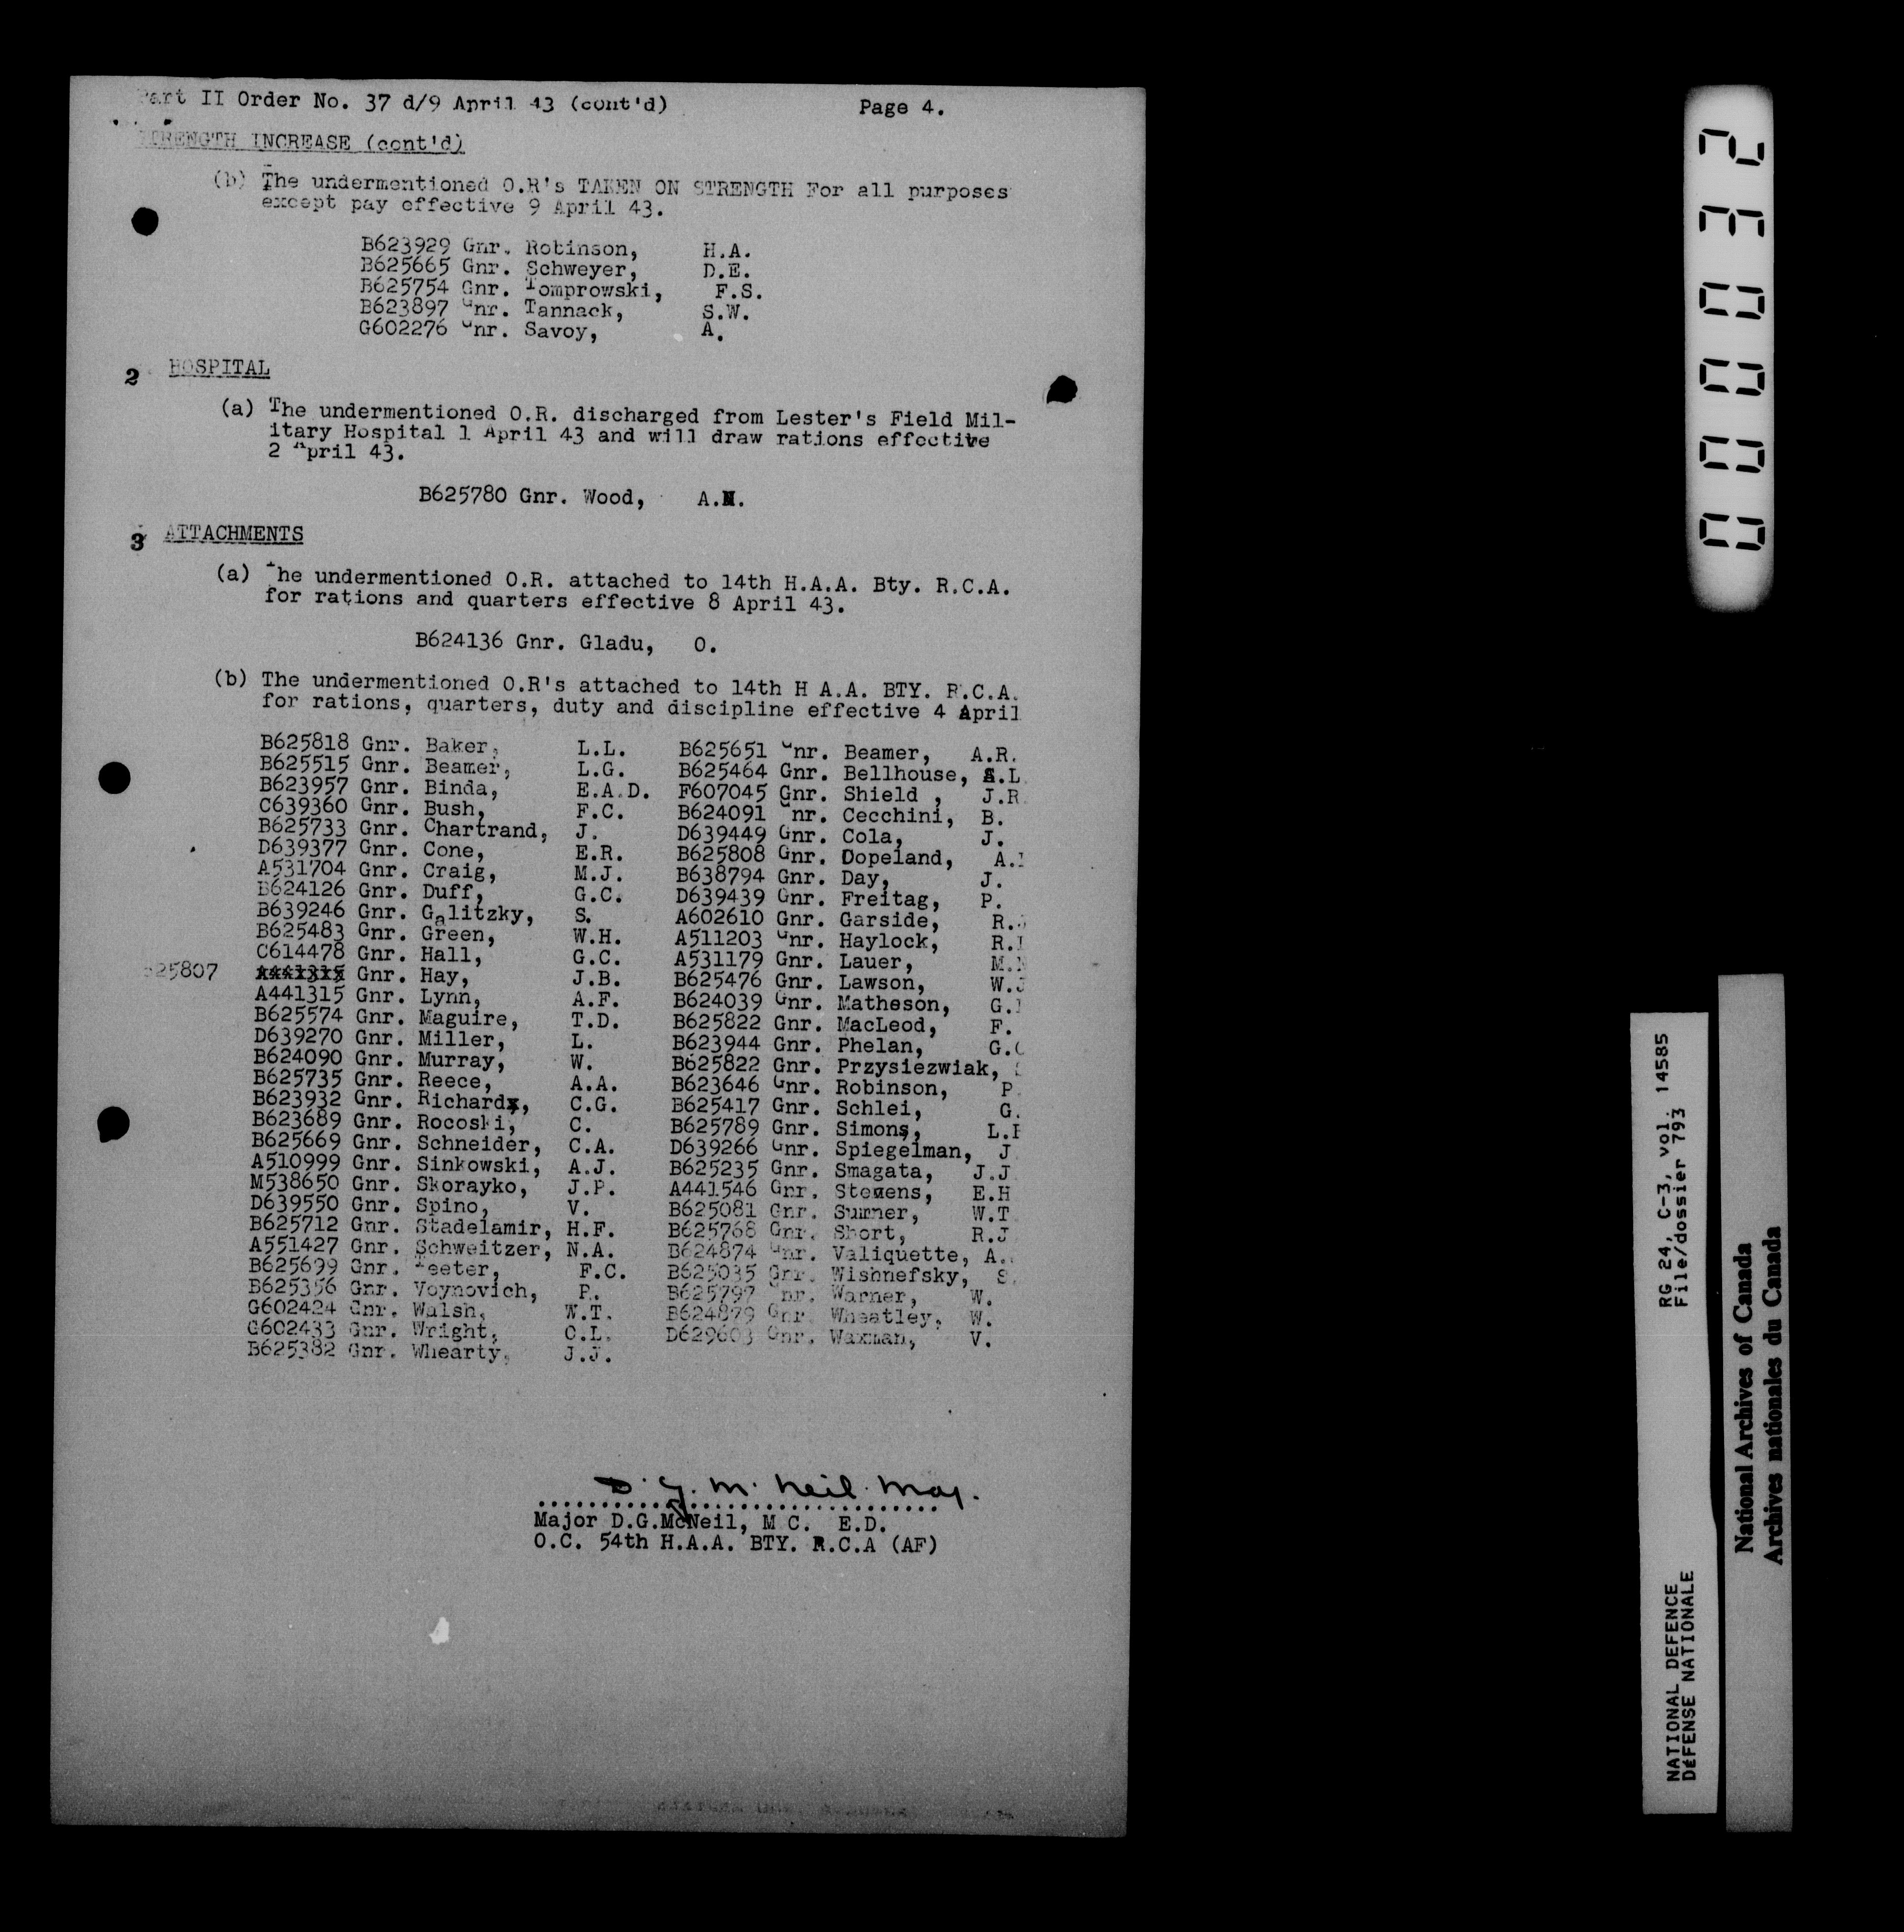 Part II Order No. 37 d/9 April 43 (cont'd) Page 4.
STRENGTH INCREASE (cont'd)
(b) The undermentioned O.R's TAKEN ON STRENGTH For all purposes
except pay effective 9 April 43.
B623929 Gnr. Robinson, H.A.
B625665 Gnr. Schweyer, D.E.
B625754 Gnr. Tomprowski, F.S.
B623897 Gnr. Tannack, S.W.
G602276 Gnr. Savoy, A.
2 HOSPITAL
(a) The undermentioned O.R. discharged from Lester's Field Mil-
itary Hospital 1 April 43 and will draw rations effective
2 April 43.
B625780 Gnr. Wood, A.N.
3 ATTACHMENTS
(a) The undermentioned O.R. attached to 14th H.A.A. Bty. R.C.A.
for rations and quarters effective 8 April 43.
B624136 Gnr. Gladu, O.
(b) The undermentioned O.R's attached to 14th H A.A. BTY. R.C.A.
for rations, quarters, duty and discipline effective 4 April
B625818 Gnr. Baker, L.L. B625651 Gnr. Beamer, A.R.
B625515 Gnr. Beamer, L.G. B625464 Gnr. Bellhouse,
B623957 Gnr. Binda, E.A.D. F607045 Gnr. Shield , J.R
C639360 Gnr. Bush, F.C. B624091 Gnr. Cecchini, B.
B625733 Gnr. Chartrand, J. D639449 Gnr. Cola, J.
D639377 Gnr. Cone, E.R. B625808 Gnr. Dopeland, A.
A531704 Gnr. Craig, M.J. B638794 Gnr. Day, J.
B624126 Gnr. Duff, G.C. D639439 Gnr. Freitag, P.
B639246 Gnr. Galitzky, S. A602610 Gnr. Garside, R.
B625483 Gnr. Green, W.H. A511203 Gnr. Haylock, R.
C614478 Gnr. Hall, G.C. A531179 Gnr. Lauer, M.
25807 A441315 Gnr. Hay, J.B. B625476 Gnr. Lawson, W.J
A441315 Gnr. Lynn, A.F. B624039 Gnr. Matheson, G.
B625574 Gnr. Maguire, T.D. B625822 Gnr. MacLeod, F.
D639270 Gnr. Miller, L. B623944 Gnr. Phelan, G.
B624090 Gnr. Murray, W. B625822 Gnr. Przysiezwiak,
B625735 Gnr. Reece, A.A. B623646 Gnr. Robinson, P
B623932 Gnr. Richard, C.G. B625417 Gnr. Schlei, G.
B623689 Gnr. Rocoski, C. B625789 Gnr. Simons, L.
B625669 Gnr. Schneider, C.A. D639266 Gnr. Spiegelman, J
A510999 Gnr. Sinkowski, A.J. B625235 Gnr. Smagata, J.J
M538650 Gnr. Skorayko, J.P. A441546 Gnr. Stevens, E.H
D639550 Gnr. Spino, V. B625081 Gnr. Sumner, W.T
B625712 Gnr. Stadelamir, H.F. B625768 Gnr. Short, R.J
A551427 Gnr. Schweitzer, N.A. B624874 Gnr. Valiquette, A.
B625699 Gnr. Teeter, F.C. B625035 Gnr. Wishnefsky, S.
B625356 Gnr. Voynovich, P. B625797 Gnr. Warner, W.
G602424 Gnr. Walsh, W.T. B624879 Gnr. Wheatley, W.
G602433 Gnr. Wright, C.L. D629603 Gnr. Waxman, V.
B625382 Gnr. Whearty, J.J.
D. G. McNeil. Maj.
Major D.G.McNeil, M C. E.D.
O.C. 54th H.A.A. BTY. R.C.A (AF)
000032
RG 24, C-3, vol. 14585
File/dossier 793
NATIONAL DEFENCE
DÉFENSE NATIONALE
National Archives of Canada
Archives nationales du Canada